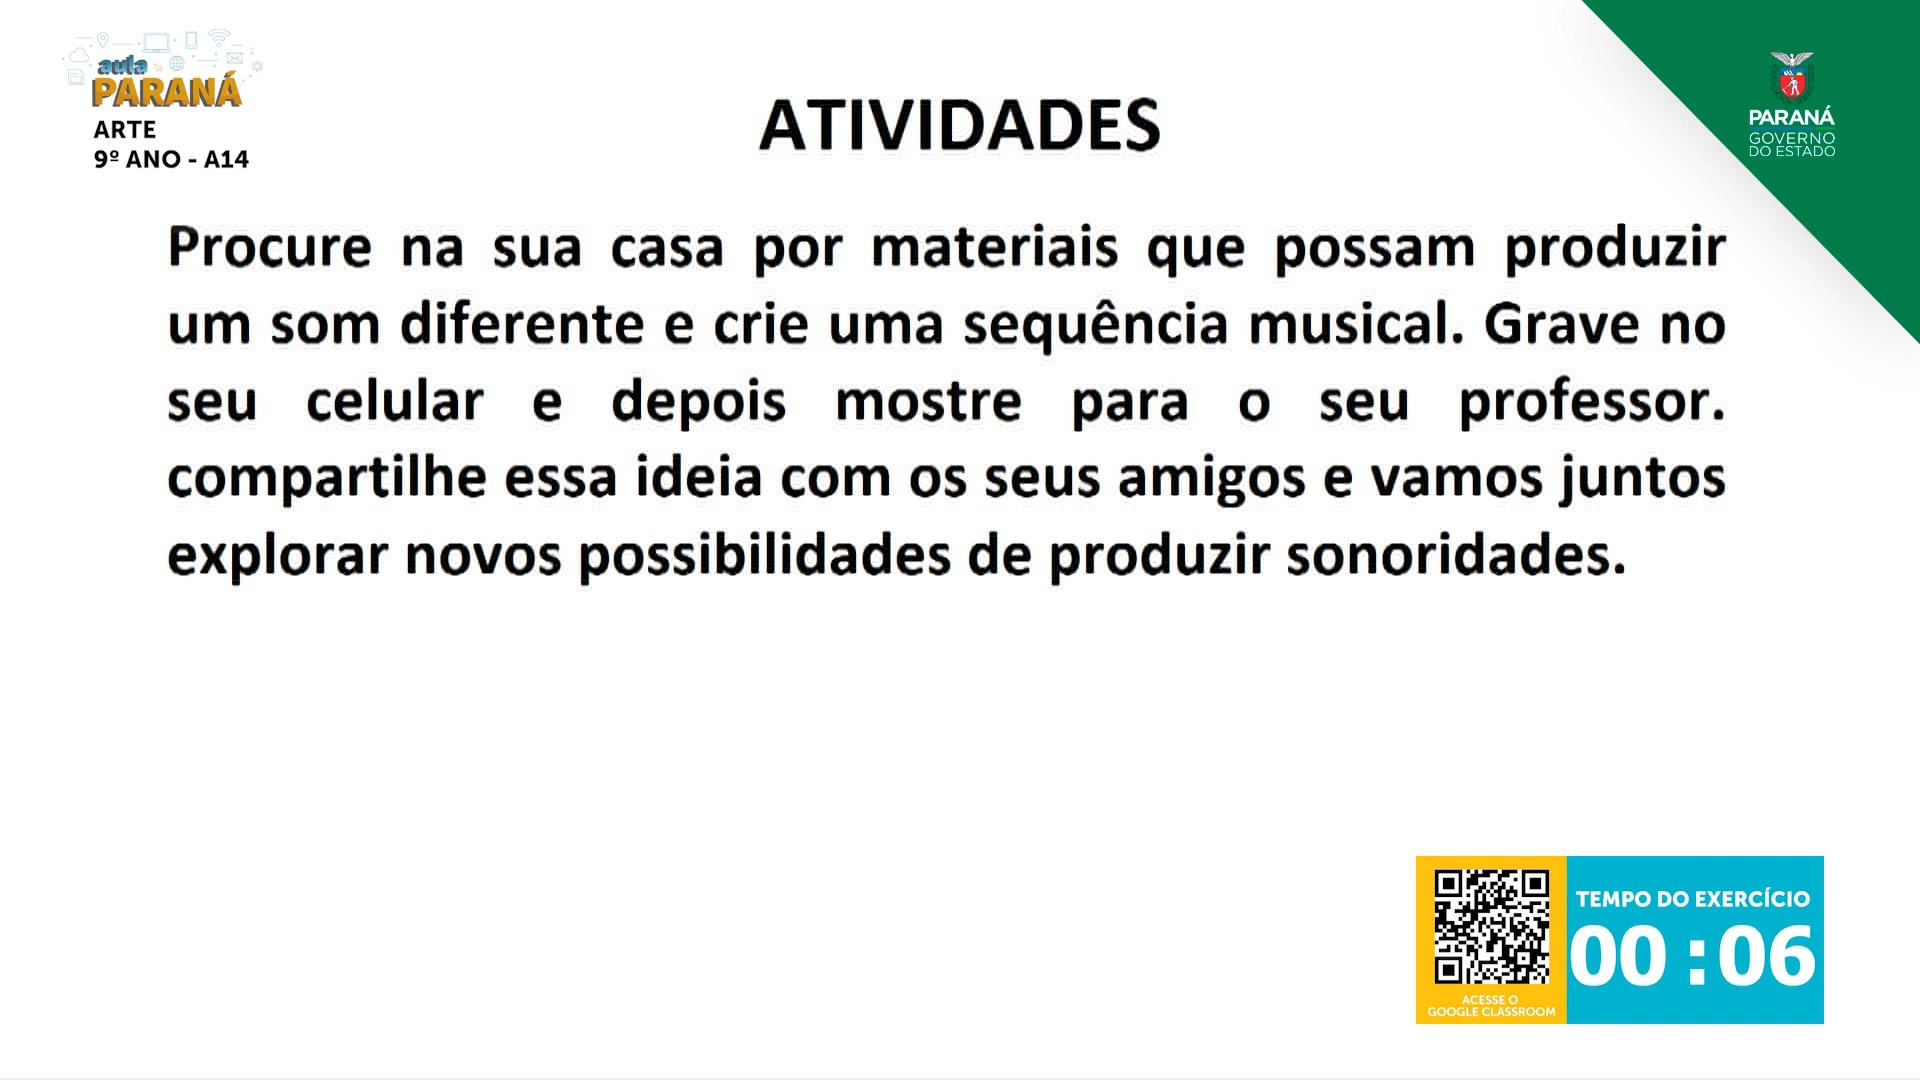 aula
PARANÁ
ARTE
9º ANO - A14
ATIVIDADES
PARANÁ
GOVERNO
DO ESTADO
Procure na sua casa por materiais que possam produzir
um som diferente e crie uma sequência musical. Grave no
seu celular e depois mostre para o seu professor.
compartilhe essa ideia com os seus amigos e vamos juntos
explorar novos possibilidades de produzir sonoridades.
TEMPO DO EXERCÍCIO
00:06
ACESSE O
GOOGLE CLASSROOM